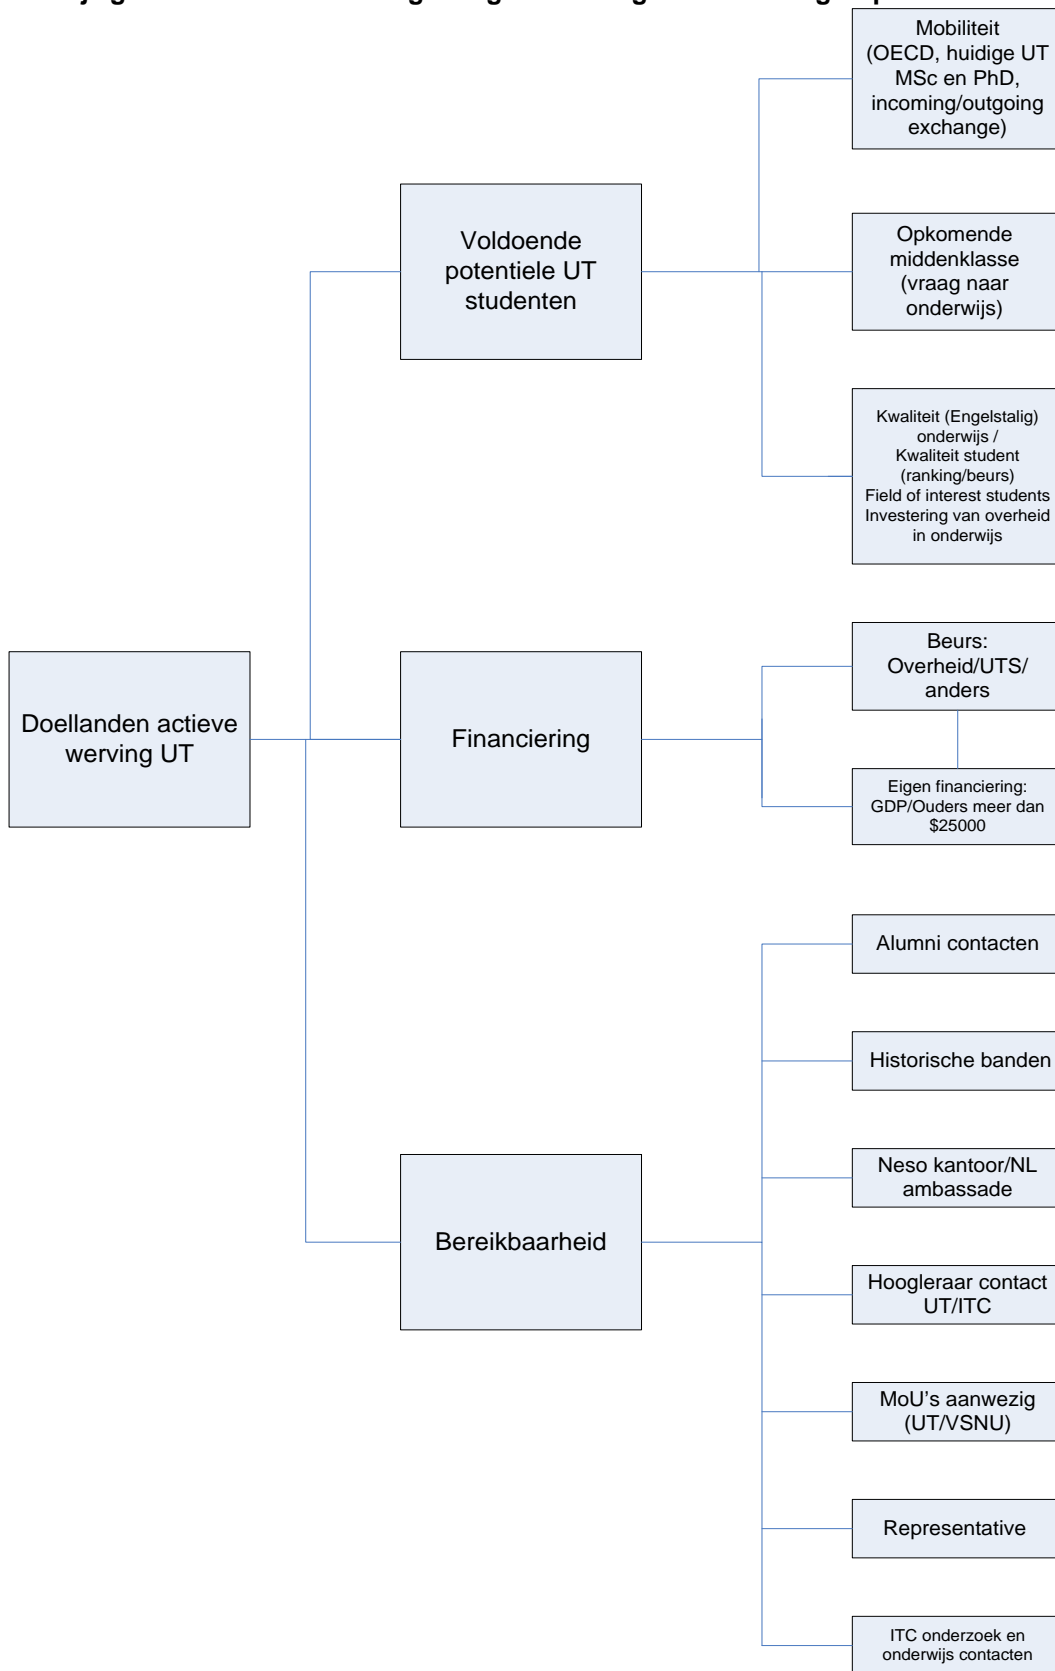 Mobiliteit
(OECD, huidige UT
MSc en PhD,
incoming/outgoing
exchange)
Voldoende
potentiele UT
studenten
Opkomende
middenklasse
(vraag naar
onderwijs)
Kwaliteit (Engelstalig)
onderwijs /
Kwaliteit student
(ranking/beurs)
Field of interest students
Investering van overheid
in onderwijs
Doellanden actieve
werving UT
Financiering
Beurs:
Overheid/UTS/
anders
Eigen financiering:
GDP/Ouders meer dan
$25000
Bereikbaarheid
Alumni contacten
Historische banden
Neso kantoor/NL
ambassade
Hoogleraar contact
UT/ITC
MoU's aanwezig
(UT/VSNU)
Representative
ITC onderzoek en
onderwijs contacten